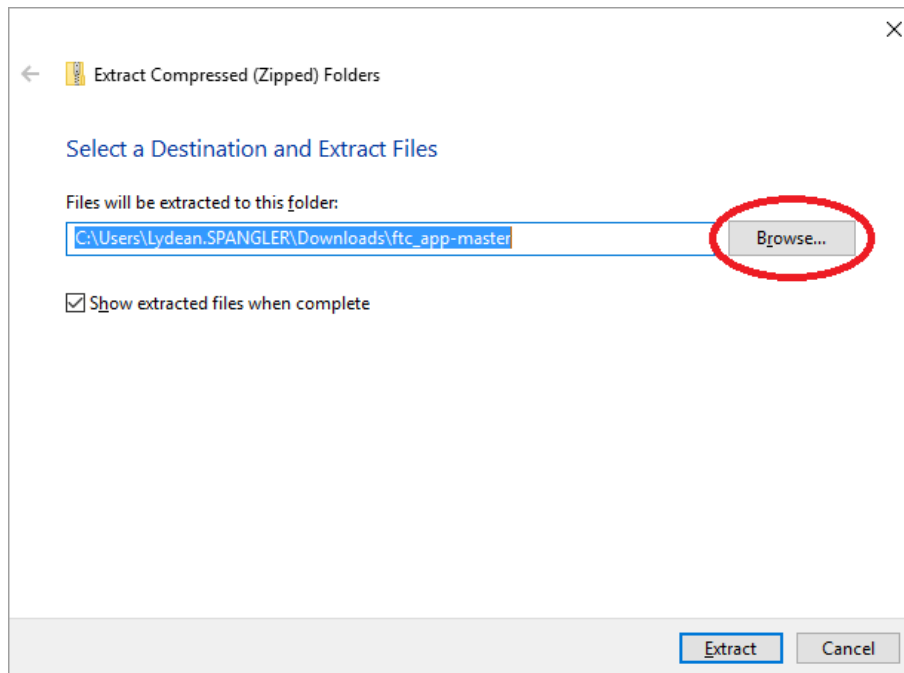 Extract Compressed (Zipped) Folders
Select a Destination and Extract Files
Files will be extracted to this folder:
C:\Users\Lydean.SPANGLER\Downloads\ftc_app-master
Browse...
Show extracted files when complete
Extract
Cancel